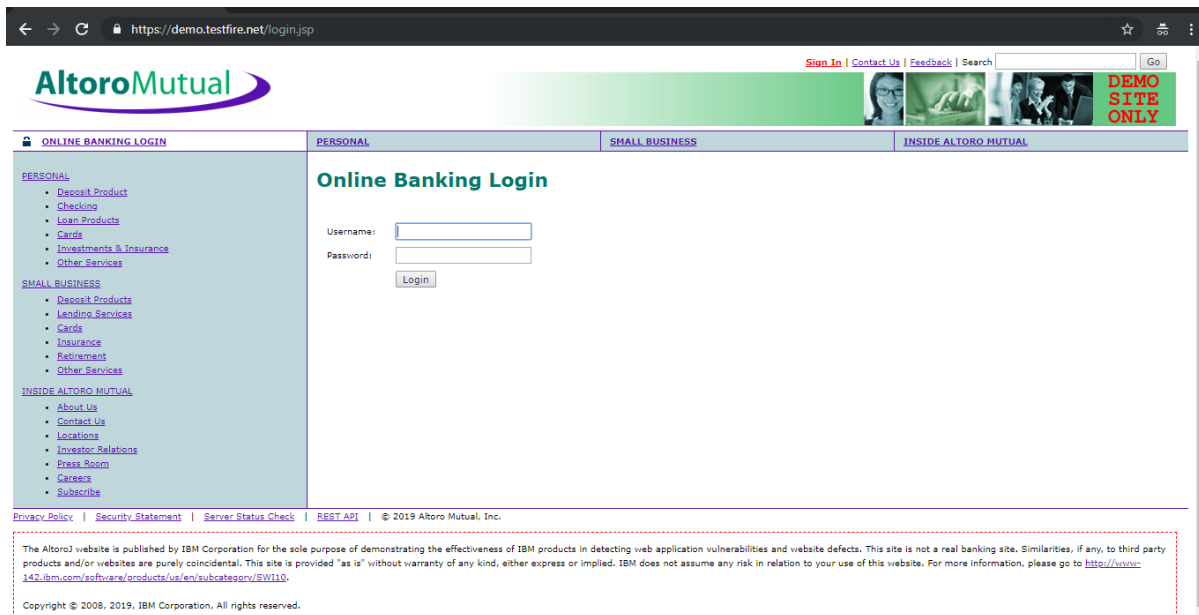 https://demo.testfire.net/login.jsp
Sign In | Contact Us | Feedback | Search Go
AltoroMutual
DEMO
SITE
ONLY
ONLINE BANKING LOGIN PERSONAL SMALL BUSINESS INSIDE ALTORO MUTUAL
PERSONAL
Deposit Product
Checking
Loan Products
Cards
Investments & Insurance
Other Services
SMALL BUSINESS
Deposit Products
Lending Services
Cards
Insurance
Retirement
Other Services
INSIDE ALTORO MUTUAL
About Us
Contact Us
Locations
Investor Relations
Press Room
Careers
Subscribe
Online Banking Login
Username:
Password:
Login
Privacy Policy | Security Statement | Server Status Check | REST API | © 2019 Altoro Mutual, Inc.
The AltoroJ website is published by IBM Corporation for the sole purpose of demonstrating the effectiveness of IBM products in detecting web application vulnerabilities and website defects. This site is not a real banking site. Similarities, if any, to third party
products and/or websites are purely coincidental. This site is provided "as is" without warranty of any kind, either express or implied. IBM does not assume any risk in relation to your use of this website. For more information, please go to http://www-
142.ibm.com/software/products/us/en/subcategory/SWI10.
Copyright © 2008, 2019, IBM Corporation, All rights reserved.